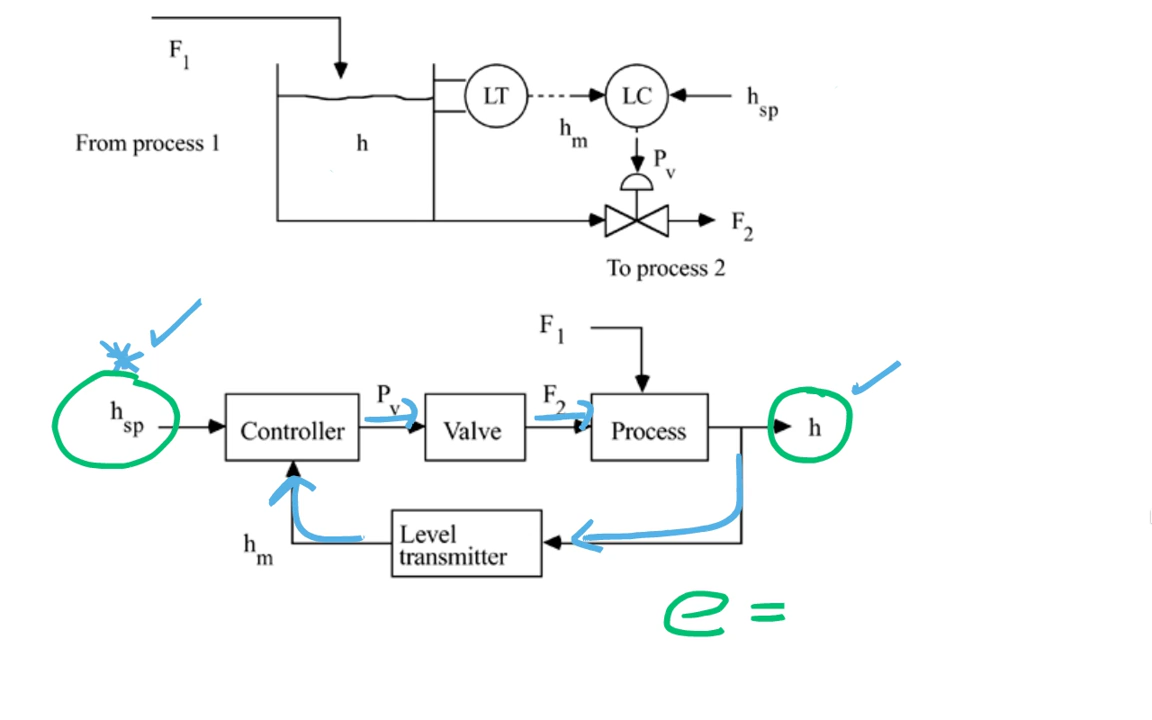 F1
LT
LC
hsp
hm
From process 1
h
Pv
F2
To process 2
F1
hsp
Controller
Pv
Valve
F2
Process
h
hm
Level
transmitter
e =